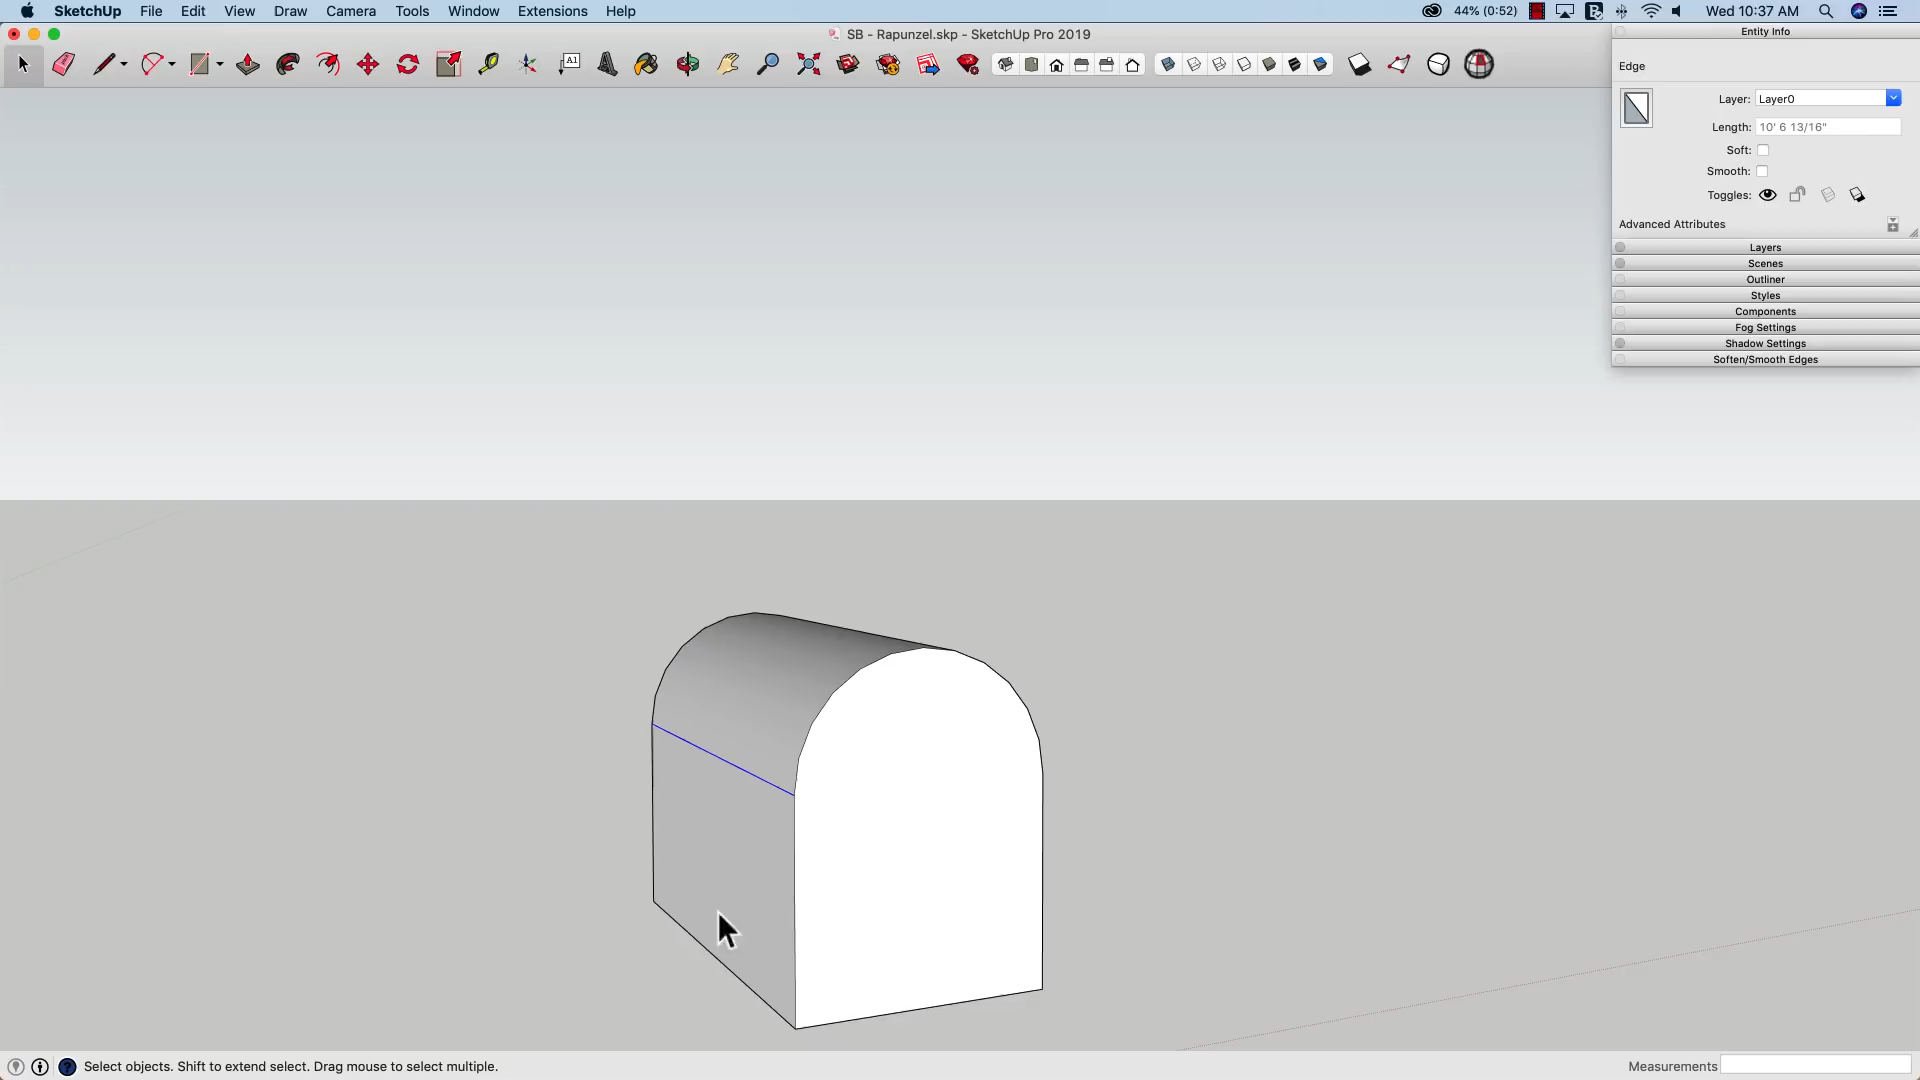 SketchUp File Edit View Draw Camera Tools Window Extensions Help 44% (0:52) Wed 10:37 AM
SB - Rapunzel.skp - SketchUp Pro 2019
A1
Entity Info
Edge
Layer: Layer0
Length: 10' 6 13/16"
Soft:
Smooth:
Toggles:
Advanced Attributes
Layers
Scenes
Outliner
Styles
Components
Fog Settings
Shadow Settings
Soften/Smooth Edges
Select objects. Shift to extend select. Drag mouse to select multiple.
Measurements